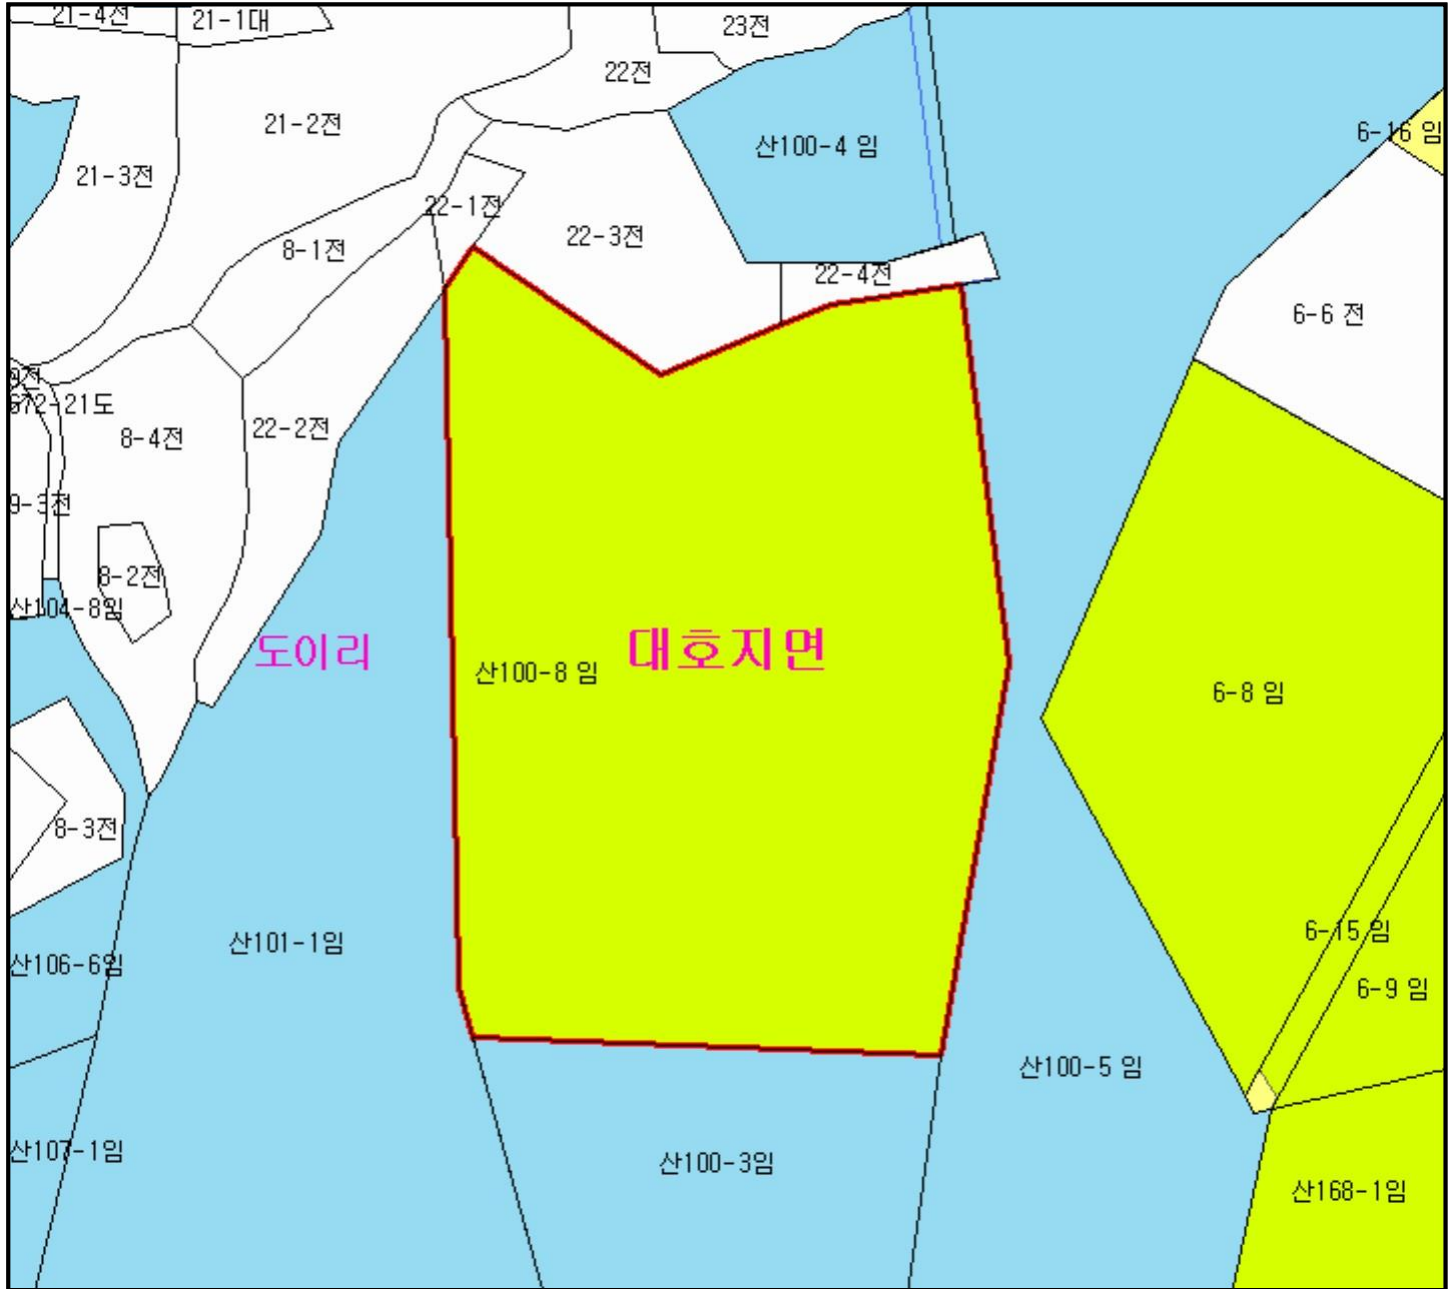 21-4전
21-1대
23전
22전
21-2전
산100-4 임
6-16 임
21-3전
22-1전
22-3전
8-1전
22-4전
6-6 전
672-21도
8-4전
22-2전
9-3전
8-2전
산104-8임
도이리
대호지면
산100-8 임
6-8 임
8-3전
6-15 임
산101-1임
산106-6임
6-9 임
산100-5 임
산107-1임
산100-3임
산168-1임